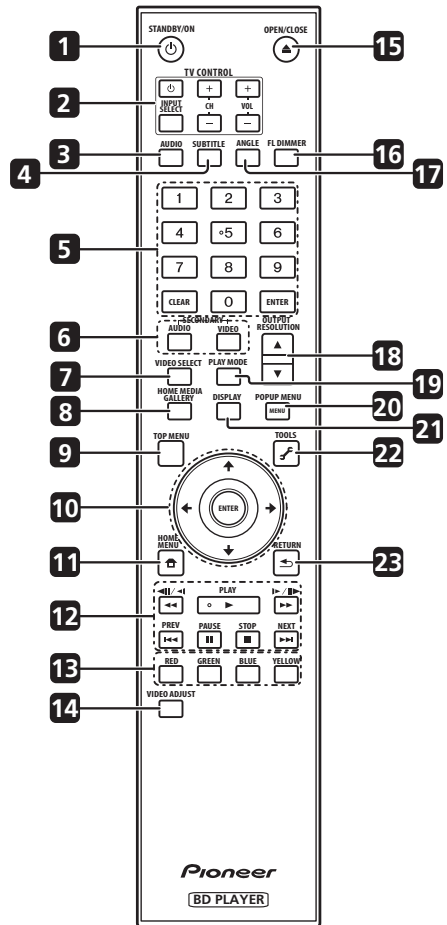 STANDBY/ON OPEN/CLOSE
1 15
TV CONTROL
2
INPUT SELECT CH VOL
+ +
– –
AUDIO SUBTITLE ANGLE FL DIMMER
3 16
4 17
1 2 3
4 5 6
5
7 8 9
CLEAR 0 ENTER
SECONDARY
AUDIO VIDEO
OUTPUT RESOLUTION
6
18
VIDEO SELECT PLAY MODE
7 19
HOME MEDIA GALLERY DISPLAY POPUP MENU
MENU
8 20
21
TOP MENU TOOLS
9 22
10
ENTER
HOME MENU RETURN
11 23
PLAY
12
PREV PAUSE STOP NEXT
13
RED GREEN BLUE YELLOW
VIDEO ADJUST
14
Pioneer
BD PLAYER